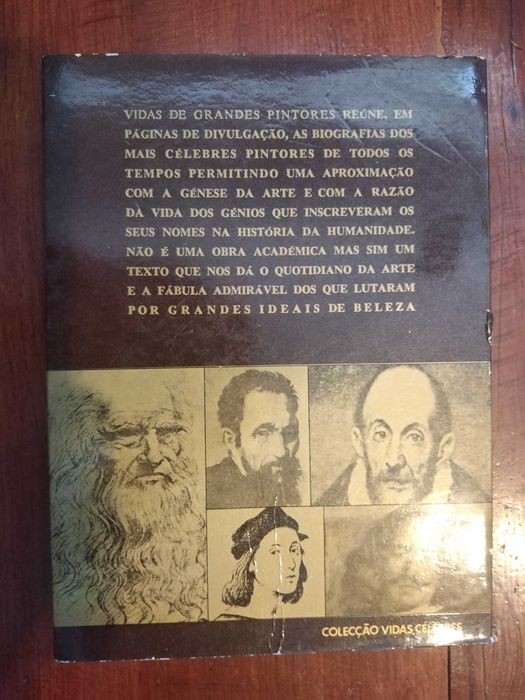 VIDAS DE GRANDES PINTORES REÚNE, EM
PÁGINAS DE DIVULGAÇÃO, AS BIOGRAFIAS DOS
MAIS CÉLEBRES PINTORES DE TODOS OS
TEMPOS PERMITINDO UMA APROXIMAÇÃO
COM A GÉNESE DA ARTE E COM A RAZÃO
DA VIDA DOS GÉNIOS QUE INSCREVERAM OS
SEUS NOMES NA HISTÓRIA DA HUMANIDADE.
NÃO É UMA OBRA ACADÉMICA MAS SIM UM
TEXTO QUE NOS DÁ O QUOTIDIANO DA ARTE
E A FÁBULA ADMIRÁVEL DOS QUE LUTARAM
POR GRANDES IDEAIS DE BELEZA
COLECÇÃO VIDAS CÉLEBRES